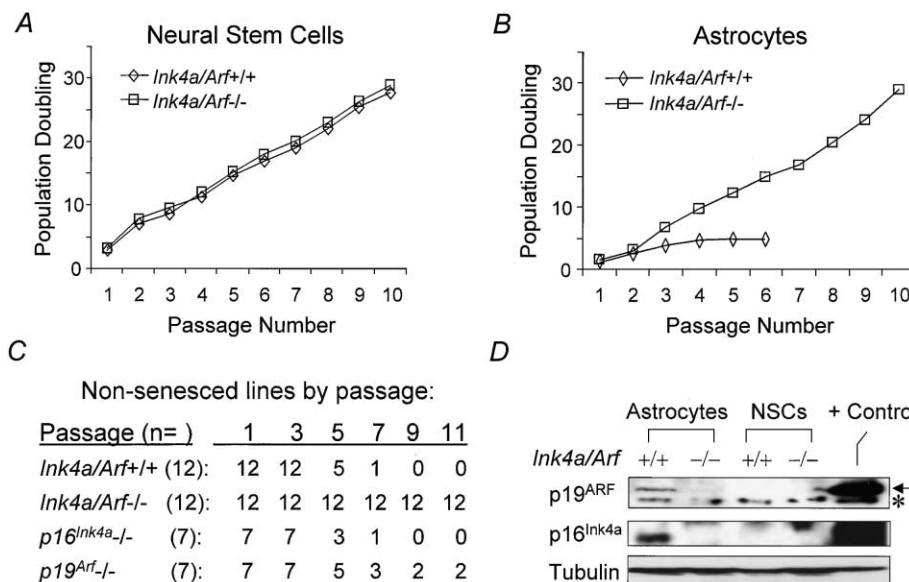 A
Neural Stem Cells
Ink4a/Arf+/+
Ink4a/Arf-/-
Population Doubling
30
20
10
0
1 2 3 4 5 6 7 8 9 10
Passage Number
B
Astrocytes
Ink4a/Arf+/+
Ink4a/Arf-/-
Population Doubling
30
20
10
0
1 2 3 4 5 6 7 8 9 10
Passage Number
C
Non-senesced lines by passage:
Passage (n= ) 1 3 5 7 9 11
Ink4a/Arf+/+ (12): 12 12 5 1 0 0
Ink4a/Arf-/- (12): 12 12 12 12 12 12
p16Ink4a-/- (7): 7 7 3 1 0 0
p19Arf-/- (7): 7 7 5 3 2 2
D
Astrocytes NSCs + Contro
Ink4a/Arf +/+ -/- +/+ -/-
p19ARF
*
p16Ink4a
Tubulin